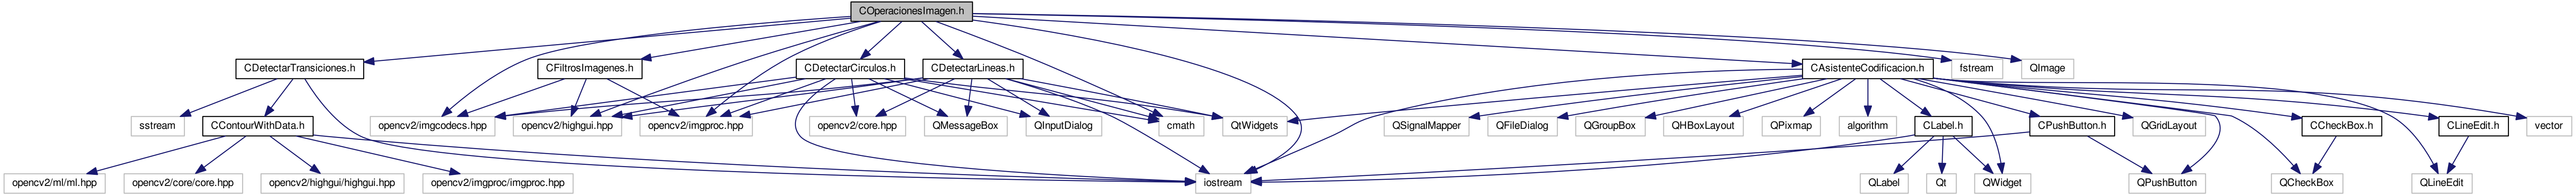 COperacionesImagen.h
CDetectarTransiciones.h
CFiltrosImagenes.h
CDetectarCirculos.h
CDetectarLineas.h
CAsistenteCodificacion.h
fstream
QImage
sstream
CContourWithData.h
opencv2/imgcodecs.hpp
opencv2/highgui.hpp
opencv2/imgproc.hpp
opencv2/core.hpp
QMessageBox
QInputDialog
cmath
QtWidgets
QSignalMapper
QFileDialog
QGroupBox
QHBoxLayout
QPixmap
algorithm
CLabel.h
CPushButton.h
QGridLayout
CCheckBox.h
CLineEdit.h
vector
opencv2/ml/ml.hpp
opencv2/core/core.hpp
opencv2/highgui/highgui.hpp
opencv2/imgproc/imgproc.hpp
iostream
QLabel
Qt
QWidget
QPushButton
QCheckBox
QLineEdit